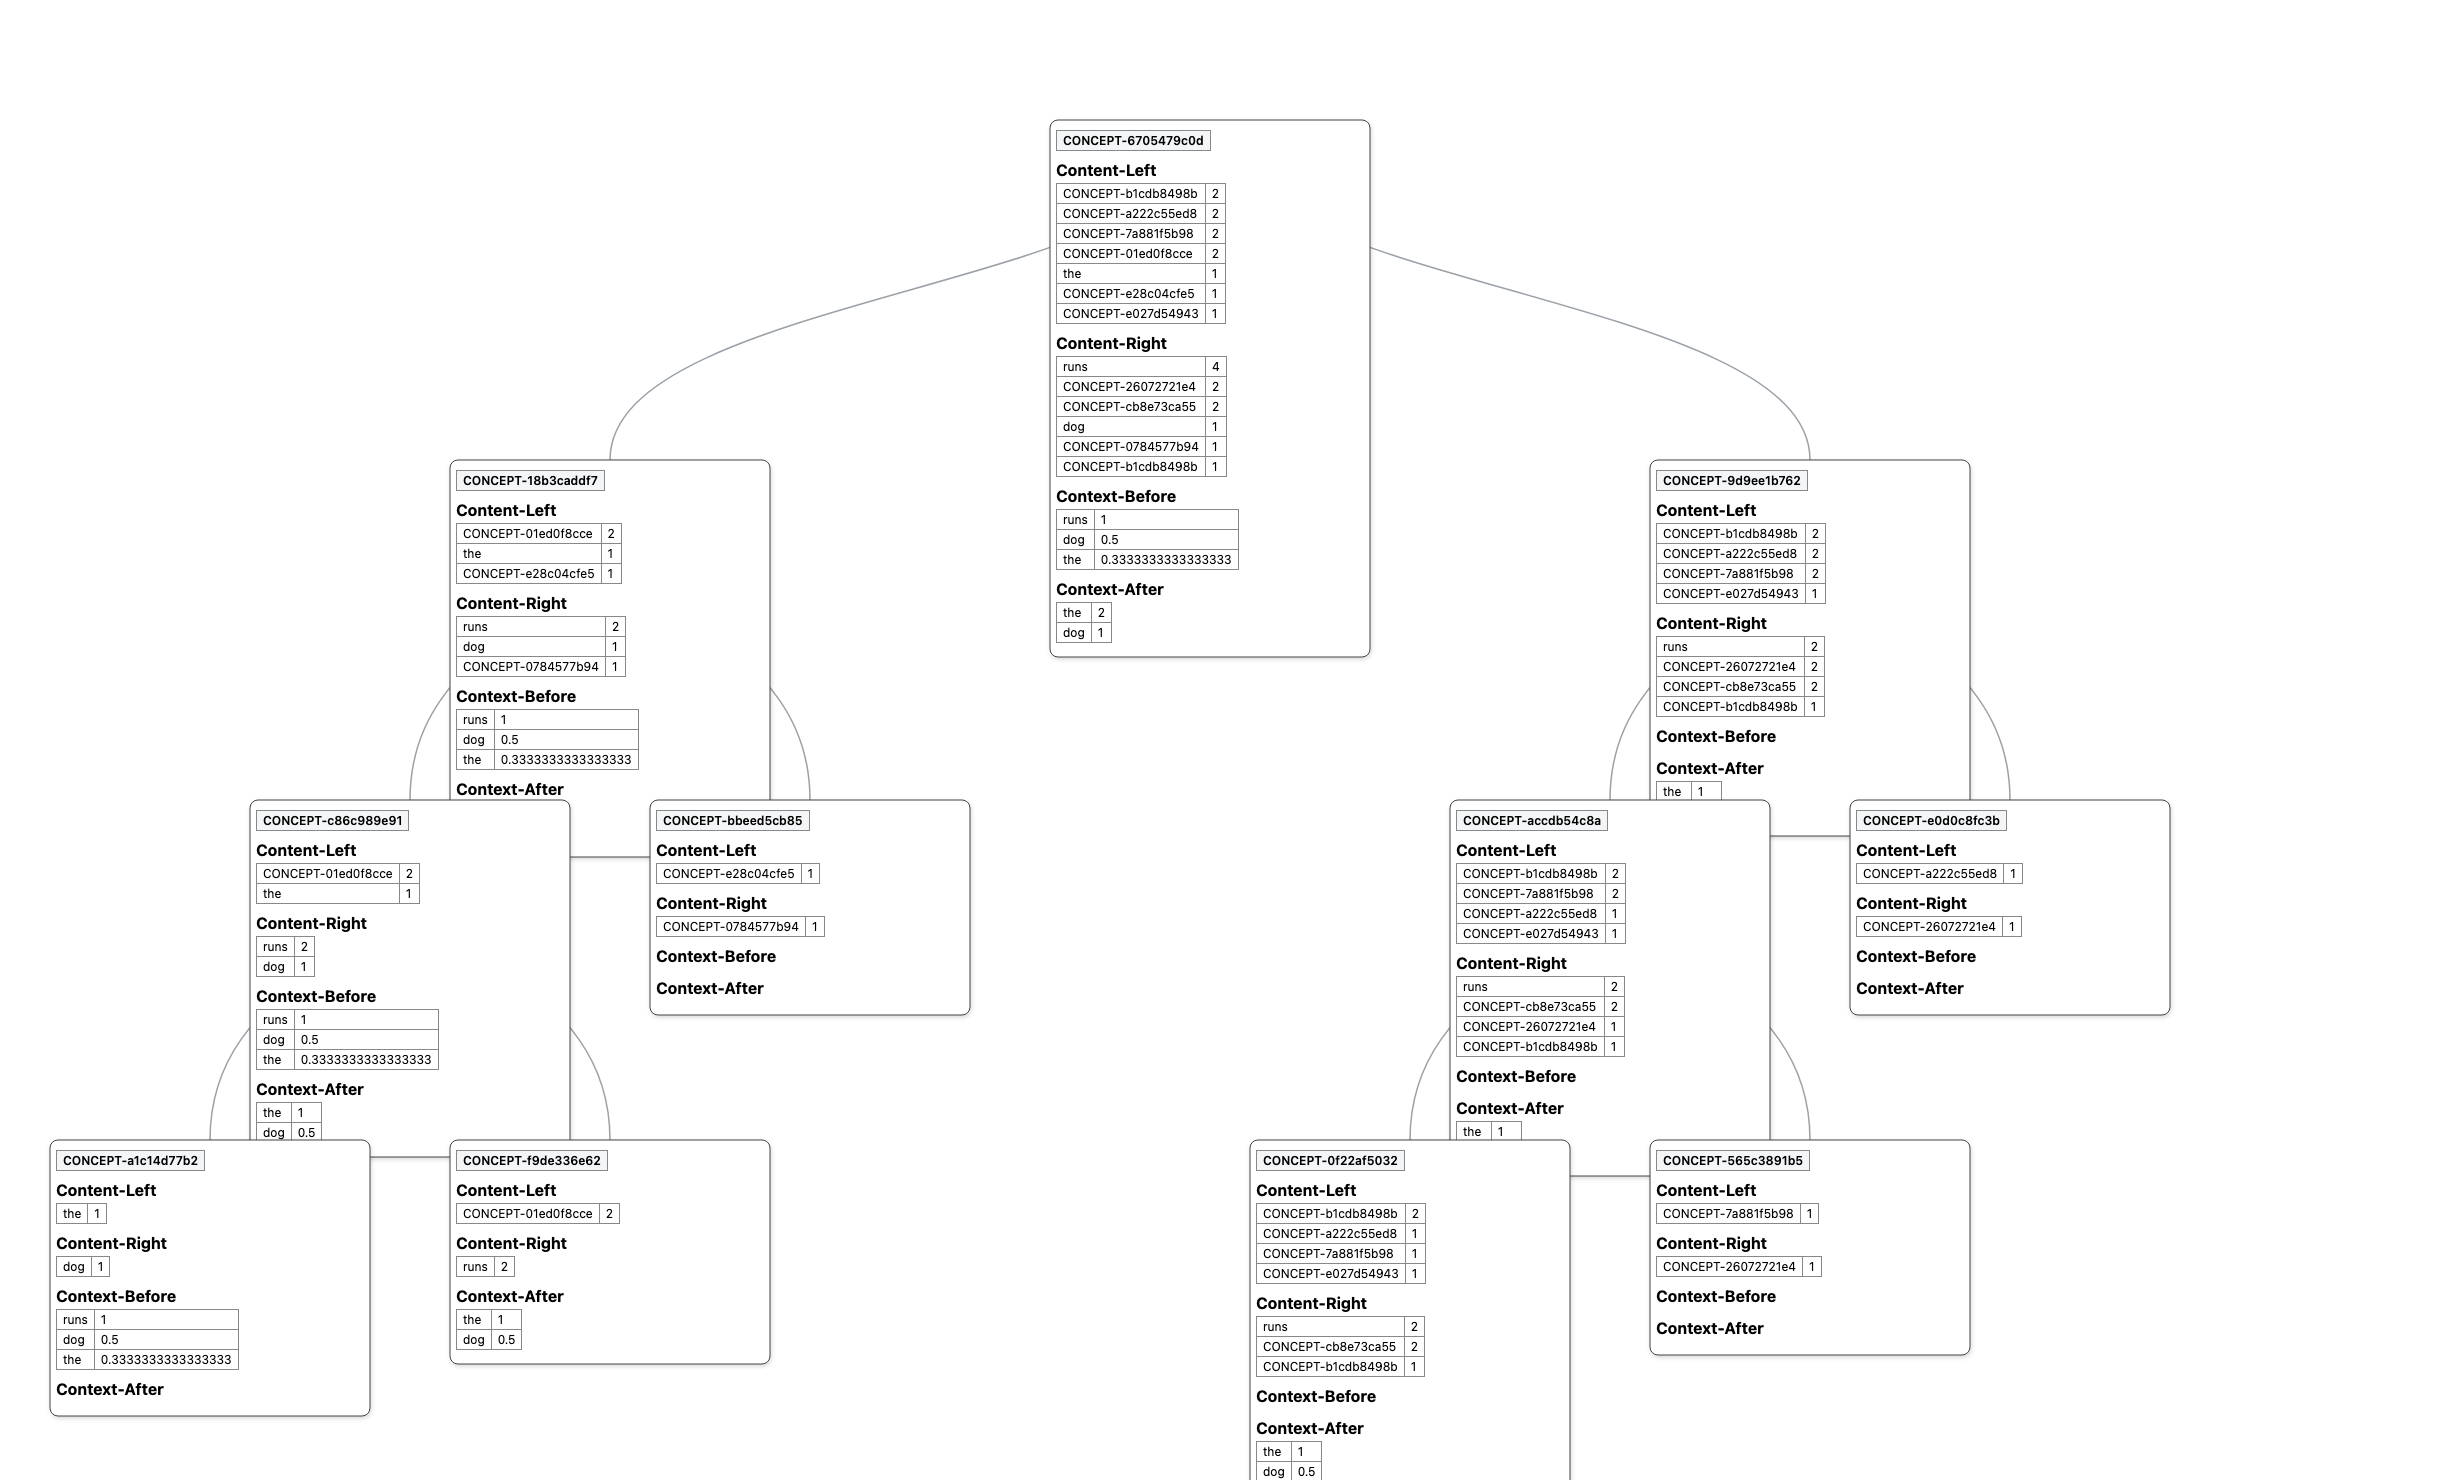 CONCEPT-6705479c0d
Content-Left
CONCEPT-b1cdb8498b 2
CONCEPT-a222c55ed8 2
CONCEPT-7a881f5b98 2
CONCEPT-01ed0f8cce 2
the 1
CONCEPT-e28c04cfe5 1
CONCEPT-e027d54943 1
Content-Right
runs 4
CONCEPT-26072721e4 2
CONCEPT-cb8e73ca55 2
dog 1
CONCEPT-0784577b94 1
CONCEPT-b1cdb8498b 1
Context-Before
runs 1
dog 0.5
the 0.3333333333333333
Context-After
the 2
dog 1
CONCEPT-18b3caddf7
Content-Left
CONCEPT-01ed0f8cce 2
the 1
CONCEPT-e28c04cfe5 1
Content-Right
runs 2
dog 1
CONCEPT-0784577b94 1
Context-Before
runs 1
dog 0.5
the 0.3333333333333333
Context-After
CONCEPT-9d9ee1b762
Content-Left
CONCEPT-b1cdb8498b 2
CONCEPT-a222c55ed8 2
CONCEPT-7a881f5b98 2
CONCEPT-e027d54943 1
Content-Right
runs 2
CONCEPT-26072721e4 2
CONCEPT-cb8e73ca55 2
CONCEPT-b1cdb8498b 1
Context-Before
Context-After
the 1
CONCEPT-c86c989e91
Content-Left
CONCEPT-01ed0f8cce 2
the 1
Content-Right
runs 2
dog 1
Context-Before
runs 1
dog 0.5
the 0.3333333333333333
Context-After
the 1
dog 0.5
CONCEPT-bbeed5cb85
Content-Left
CONCEPT-e28c04cfe5 1
Content-Right
CONCEPT-0784577b94 1
Context-Before
Context-After
CONCEPT-accdb54c8a
Content-Left
CONCEPT-b1cdb8498b 2
CONCEPT-7a881f5b98 2
CONCEPT-a222c55ed8 1
CONCEPT-e027d54943 1
Content-Right
runs 2
CONCEPT-cb8e73ca55 2
CONCEPT-26072721e4 1
CONCEPT-b1cdb8498b 1
Context-Before
Context-After
the 1
CONCEPT-e0d0c8fc3b
Content-Left
CONCEPT-a222c55ed8 1
Content-Right
CONCEPT-26072721e4 1
Context-Before
Context-After
CONCEPT-a1c14d77b2
Content-Left
the 1
Content-Right
dog 1
Context-Before
runs 1
dog 0.5
the 0.3333333333333333
Context-After
CONCEPT-f9de336e62
Content-Left
CONCEPT-01ed0f8cce 2
Content-Right
runs 2
Context-After
the 1
dog 0.5
CONCEPT-0f22af5032
Content-Left
CONCEPT-b1cdb8498b 2
CONCEPT-a222c55ed8 1
CONCEPT-7a881f5b98 1
CONCEPT-e027d54943 1
Content-Right
runs 2
CONCEPT-cb8e73ca55 2
CONCEPT-b1cdb8498b 1
Context-Before
Context-After
the 1
dog 0.5
CONCEPT-565c3891b5
Content-Left
CONCEPT-7a881f5b98 1
Content-Right
CONCEPT-26072721e4 1
Context-Before
Context-After